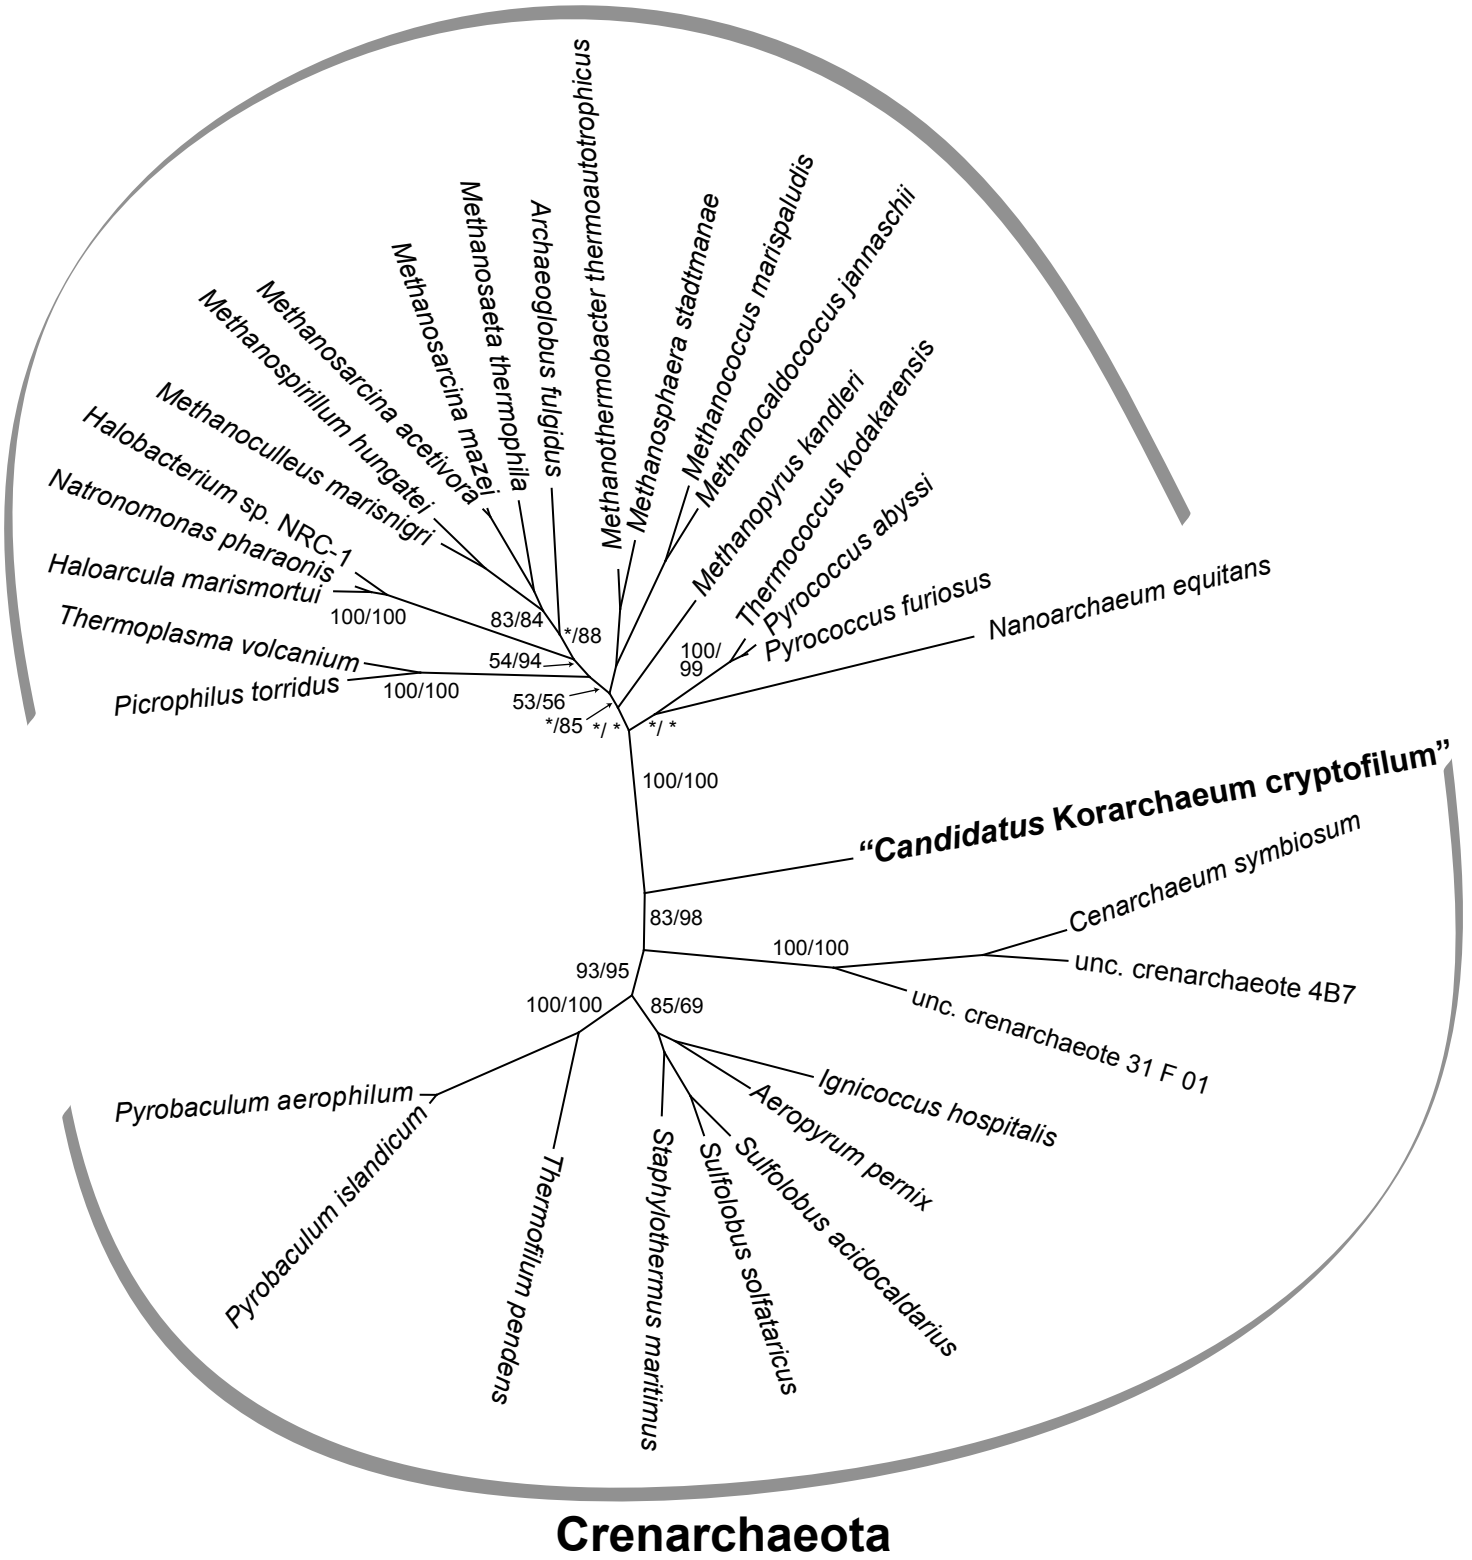 Methanothermobacter thermoautotrophicus
Methanosphaera stadtmanae
Methanococcus marispaludis
Methanocaldococcus jannaschii
Methanopyrus kandleri
Thermococcus kodakarensis
Pyrococcus abyssi
Pyrococcus furiosus
Nanoarchaeum equitans
Archaeoglobus fulgidus
Methanosaeta thermophila
Methanosarcina mazei
Methanosarcina acetivora
Methanospirillum hungatei
Methanoculleus marisnigri
Halobacterium sp. NRC-1
Natronomonas pharaonis
Haloarcula marismortui
Thermoplasma volcanium
Picrophilus torridus
100/100
83/84
*/88
54/94
100/100
53/56
*/85
*/ *
*/ *
100/
99
100/100
“Candidatus Korarchaeum cryptofilum”
83/98
Cenarchaeum symbiosum
100/100
unc. crenarchaeote 4B7
unc. crenarchaeote 31 F 01
93/95
100/100
85/69
Ignicoccus hospitalis
Aeropyrum pernix
Sulfolobus acidocaldarius
Sulfolobus solfataricus
Staphylothermus maritimus
Thermofilum pendens
Pyrobaculum islandicum
Pyrobaculum aerophilum
Crenarchaeota